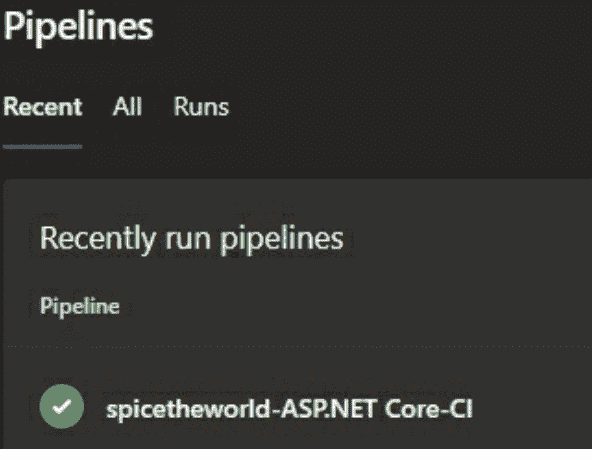 Pipelines
Recent All Runs
Recently run pipelines
Pipeline
spicetheworld-ASP.NET Core-CI